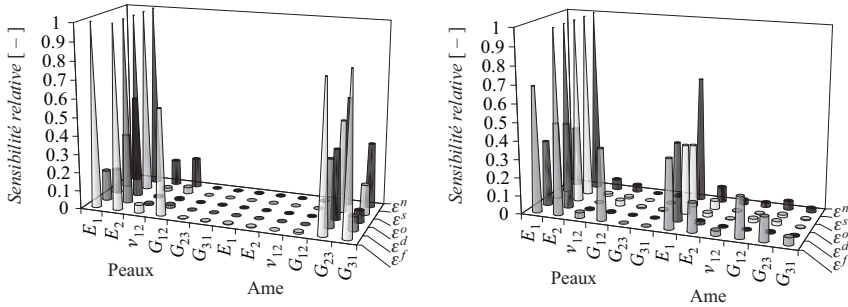 Sensibilité relative [ – ]
1
0.9
0.8
0.7
0.6
0.5
0.4
0.3
0.2
0.1
0
E1 E2 ν12 G12 G23 G31 E1 E2 ν12 G12 G23 G31
εn
εs
εo
εd
εf
Peaux
Ame
Sensibilité relative [ – ]
1
0.9
0.8
0.7
0.6
0.5
0.4
0.3
0.2
0.1
0
E1 E2 ν12 G12 G23 G31 E1 E2 ν12 G12 G23 G31
εn
εs
εo
εd
εf
Peaux
Ame